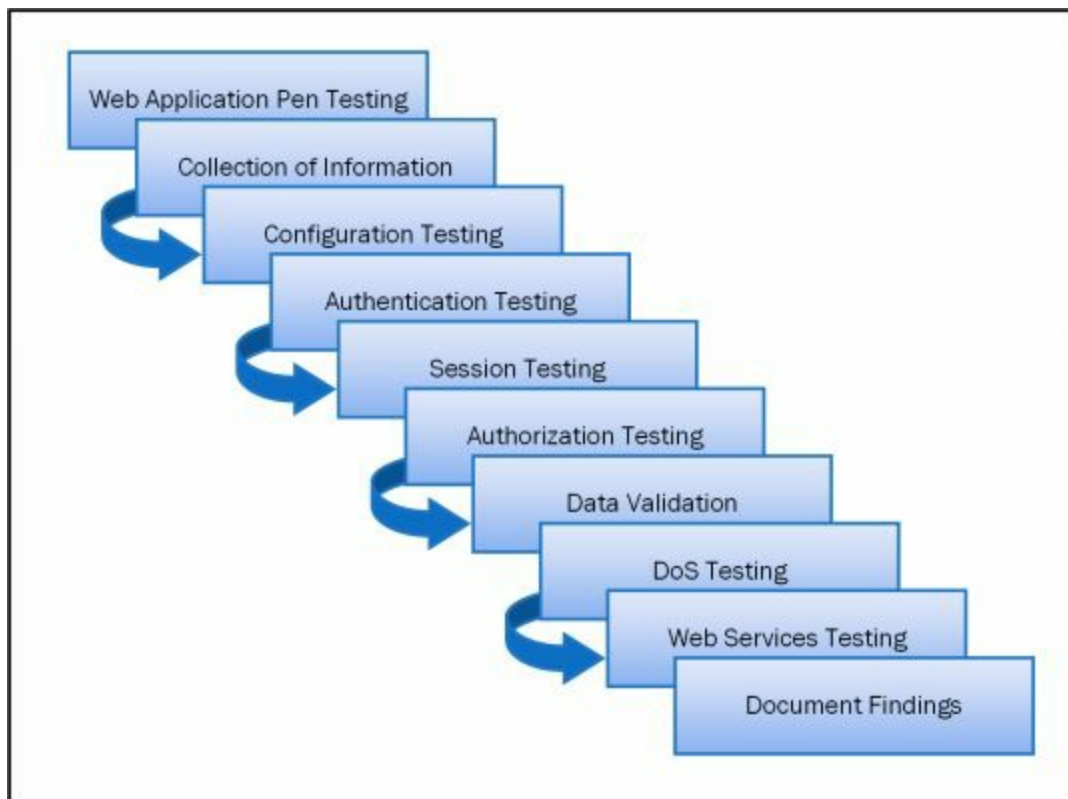 Web Application Pen Testing
Collection of Information
Configuration Testing
Authentication Testing
Session Testing
Authorization Testing
Data Validation
DoS Testing
Web Services Testing
Document Findings